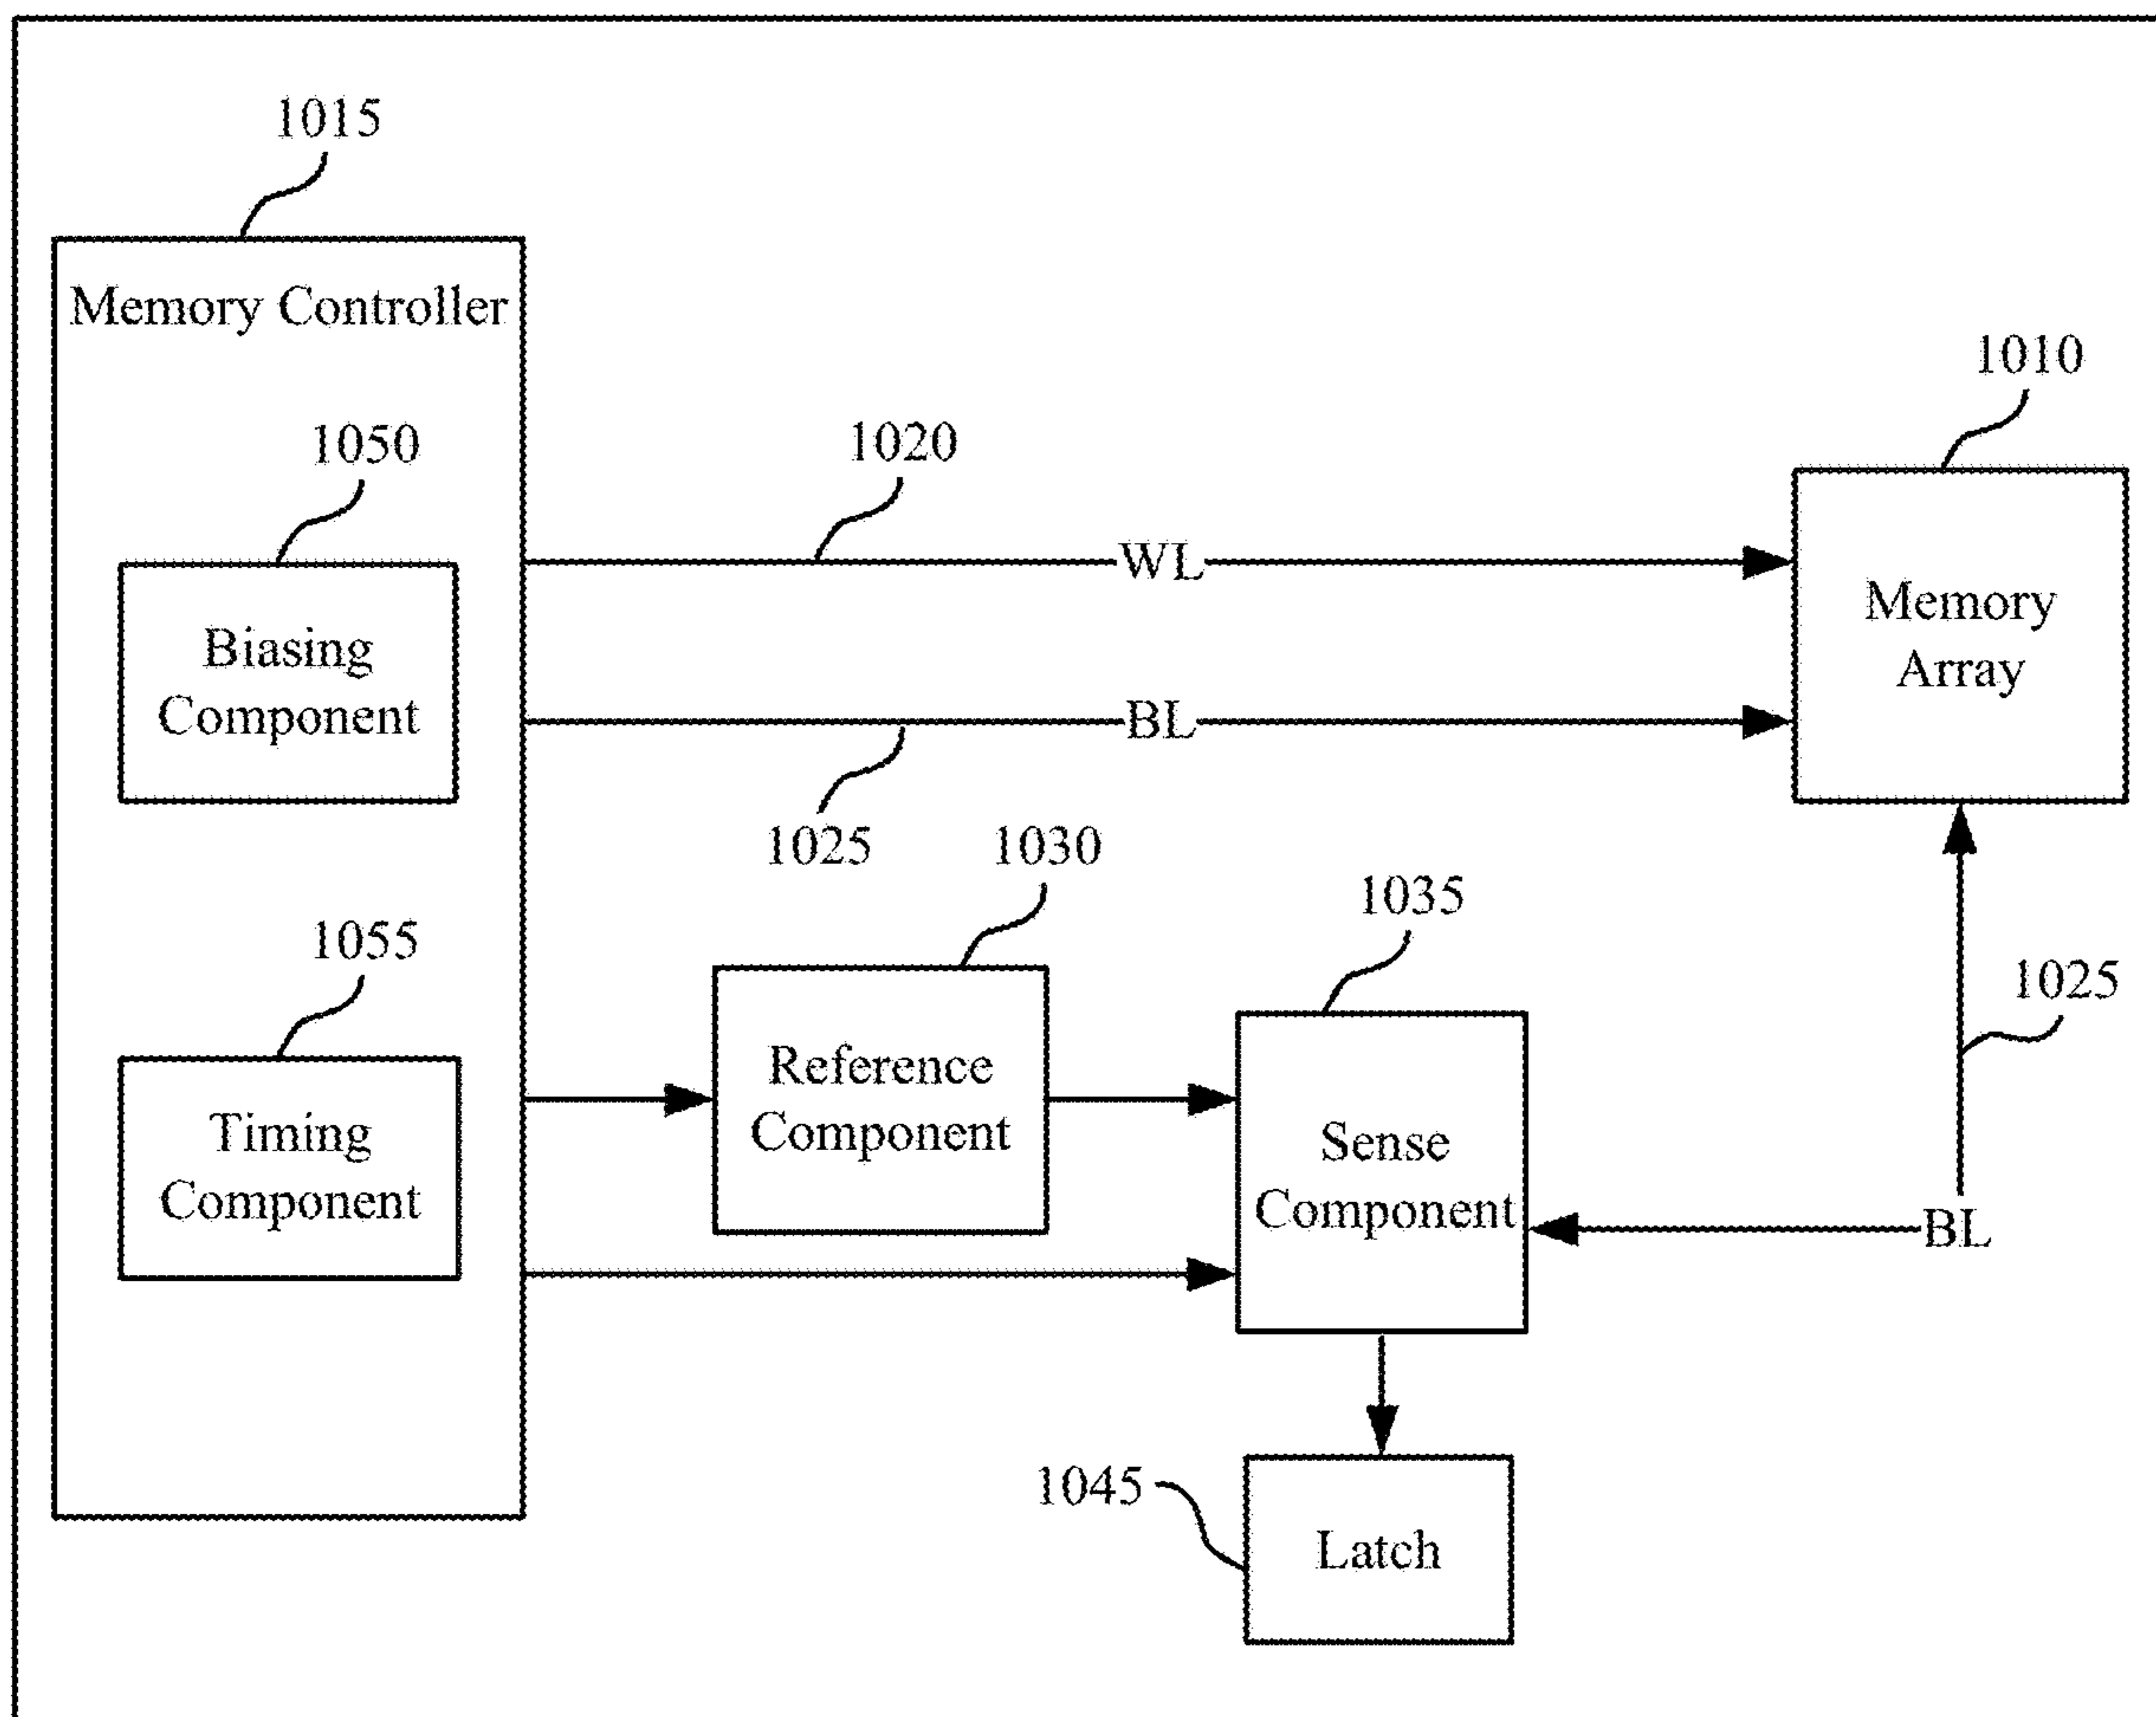 1015
Memory Controller
1010
1050
1020
WL
Memory
Array
Biasing
Component
BL
1025
1030
1035
1055
1025
Reference
Component
Timing
Component
Sense
Component
BL
1045
Latch